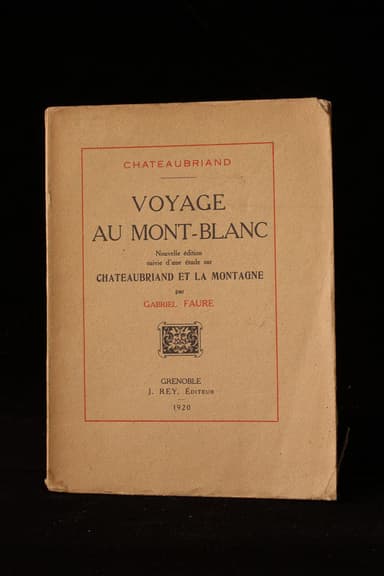 CHATEAUBRIAND
VOYAGE
AU MONT-BLANC
Nouvelle édition
suivie d'une étude sur
CHATEAUBRIAND ET LA MONTAGNE
par
GABRIEL FAURE
GRENOBLE
J. REY, ÉDITEUR
1920